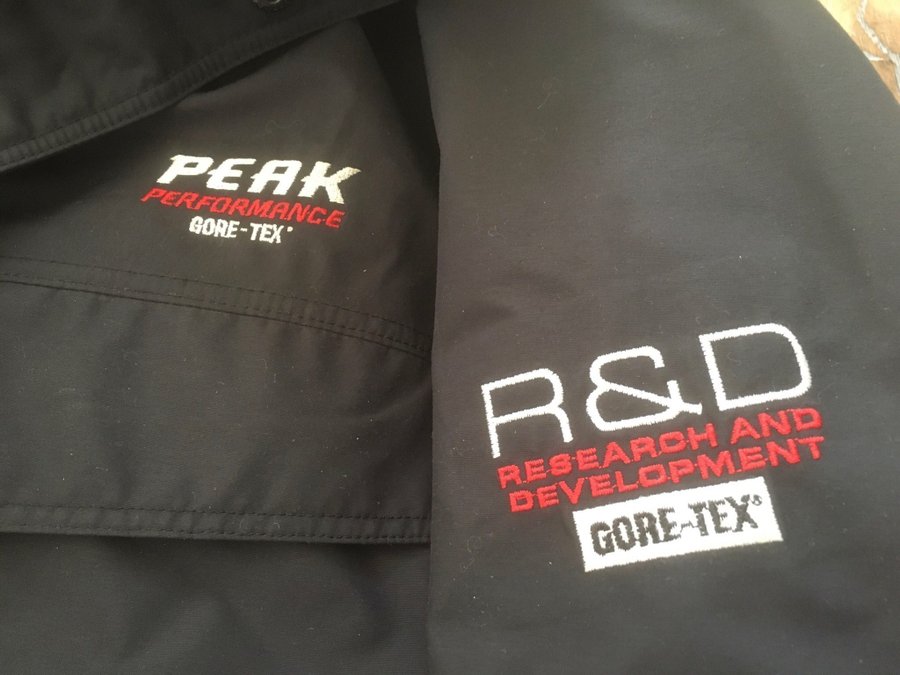 PEAK
PERFORMANCE
GORE-TEX®
R&D
RESEARCH AND
DEVELOPMENT
GORE-TEX®